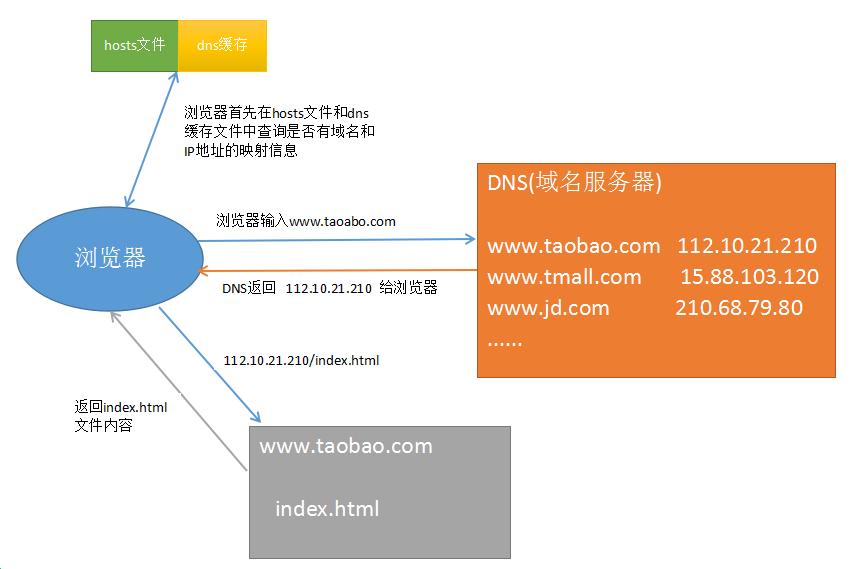 hosts文件 dns缓存
浏览器首先在hosts文件和dns
缓存文件中查询是否有域名和
IP地址的映射信息
DNS(域名服务器)
浏览器输入www.taoabo.com
www.taobao.com 112.10.21.210
浏览器
www.tmall.com 15.88.103.120
DNS返回 112.10.21.210 给浏览器
www.jd.com 210.68.79.80
......
112.10.21.210/index.html
返回index.html
文件内容
www.taobao.com
index.html